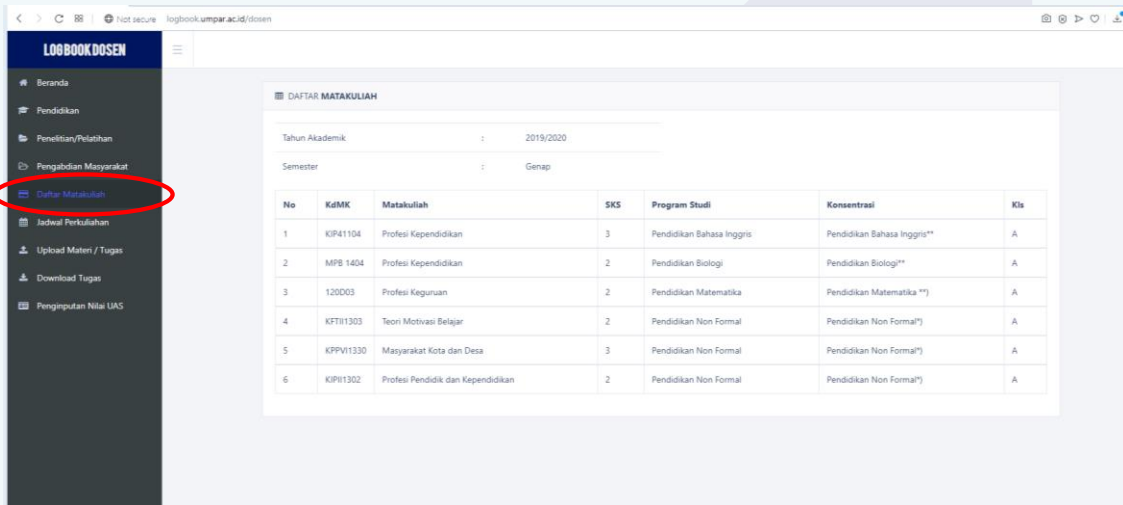 Not secure logbook.umpar.ac.id/dosen
LOGBOOKDOSEN
Beranda
Pendidikan
Penelitian/Pelatihan
Pengabdian Masyarakat
Daftar Matakuliah
Jadwal Perkuliahan
Upload Materi / Tugas
Download Tugas
Penginputan Nilai UAS
DAFTAR MATAKULIAH
Tahun Akademik : 2019/2020
Semester : Genap
No KdMK Matakuliah SKS Program Studi Konsentrasi Kls
1 KIP41104 Profesi Kependidikan 3 Pendidikan Bahasa Inggris Pendidikan Bahasa Inggris** A
2 MPB 1404 Profesi Kependidikan 2 Pendidikan Biologi Pendidikan Biologi** A
3 120D03 Profesi Keguruan 2 Pendidikan Matematika Pendidikan Matematika **) A
4 KFTII1303 Teori Motivasi Belajar 2 Pendidikan Non Formal Pendidikan Non Formal*) A
5 KPPVI1330 Masyarakat Kota dan Desa 3 Pendidikan Non Formal Pendidikan Non Formal*) A
6 KIPII1302 Profesi Pendidik dan Kependidikan 2 Pendidikan Non Formal Pendidikan Non Formal*) A